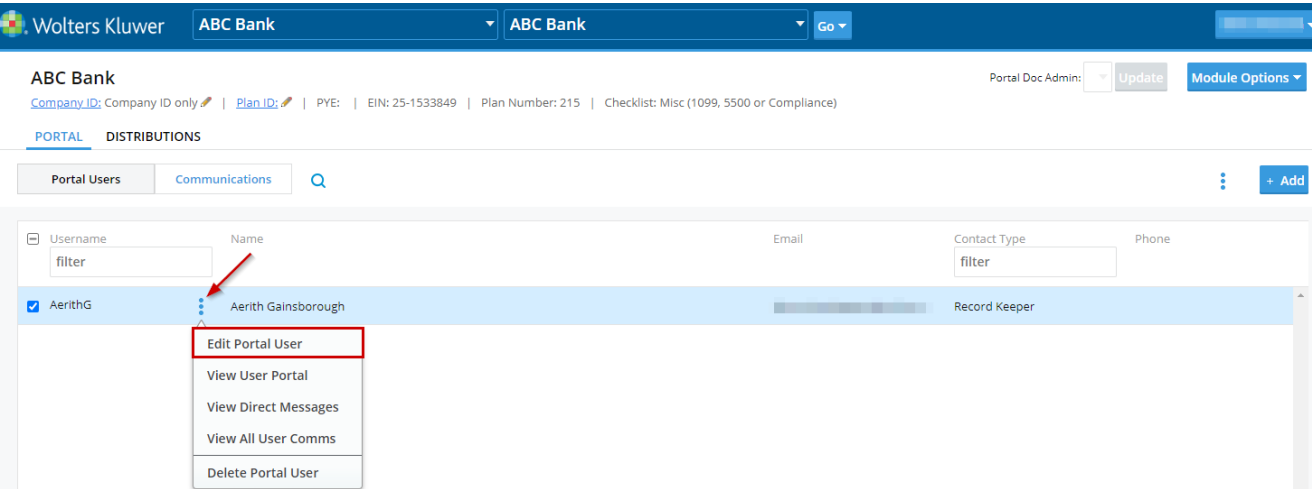 Wolters Kluwer ABC Bank ABC Bank Go
ABC Bank Portal Doc Admin: Update Module Options
Company ID: Company ID only | Plan ID: | PYE: | EIN: 25-1533849 | Plan Number: 215 | Checklist: Misc (1099, 5500 or Compliance)
PORTAL DISTRIBUTIONS
Portal Users Communications + Add
Username Name Email Contact Type Phone
filter filter
AerithG Aerith Gainsborough Record Keeper
Edit Portal User
View User Portal
View Direct Messages
View All User Comms
Delete Portal User